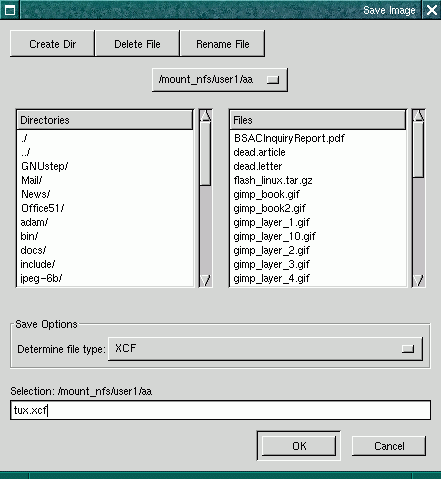 Save Image
Create Dir Delete File Rename File
/mount_nfs/user1/aa
Directories
./
../
GNUstep/
Mail/
News/
Office51/
adam/
bin/
docs/
include/
jpeg-6b/
Files
BSACInquiryReport.pdf
dead.article
dead.letter
flash_linux.tar.gz
gimp_book.gif
gimp_book2.gif
gimp_layer_1.gif
gimp_layer_10.gif
gimp_layer_2.gif
gimp_layer_3.gif
gimp_layer_4.gif
Save Options
Determine file type: XCF
Selection: /mount_nfs/user1/aa
tux.xcf
OK Cancel